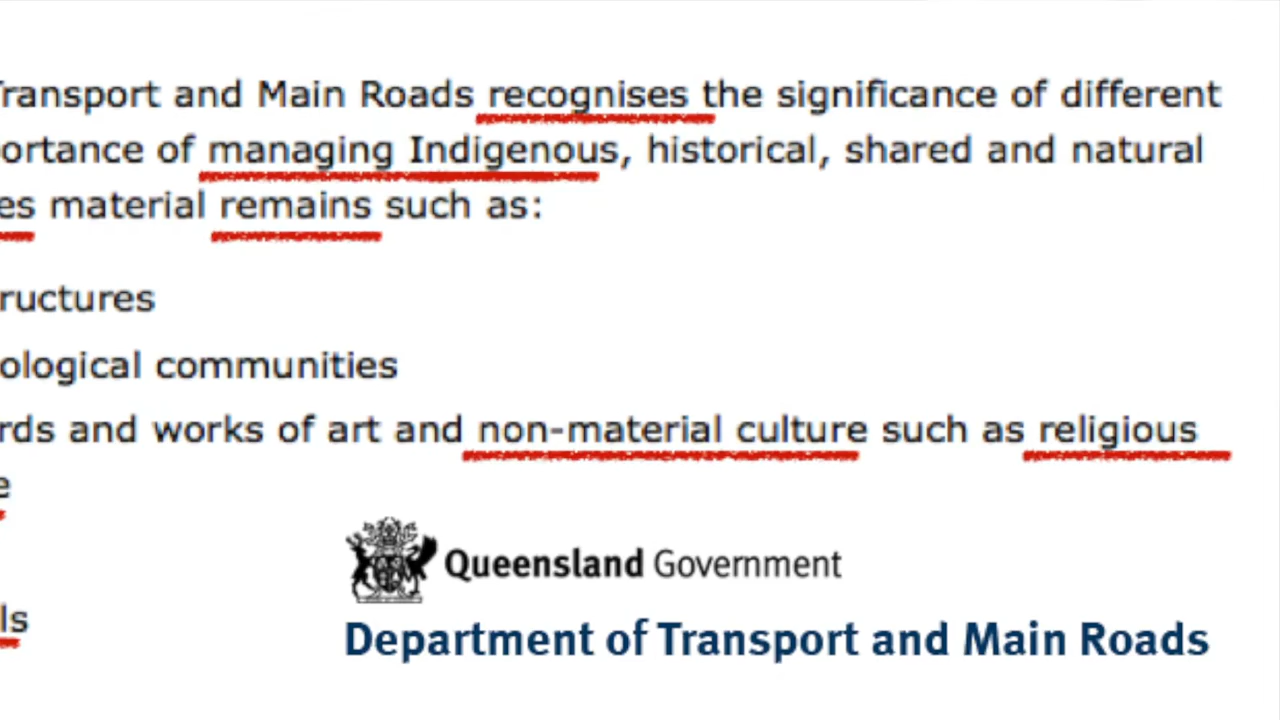 Transport and Main Roads recognises the significance of different
ortance of managing Indigenous, historical, shared and natural
es material remains such as:
ructures
ological communities
rds and works of art and non-material culture such as religious
e
ls
Queensland Government
Department of Transport and Main Roads